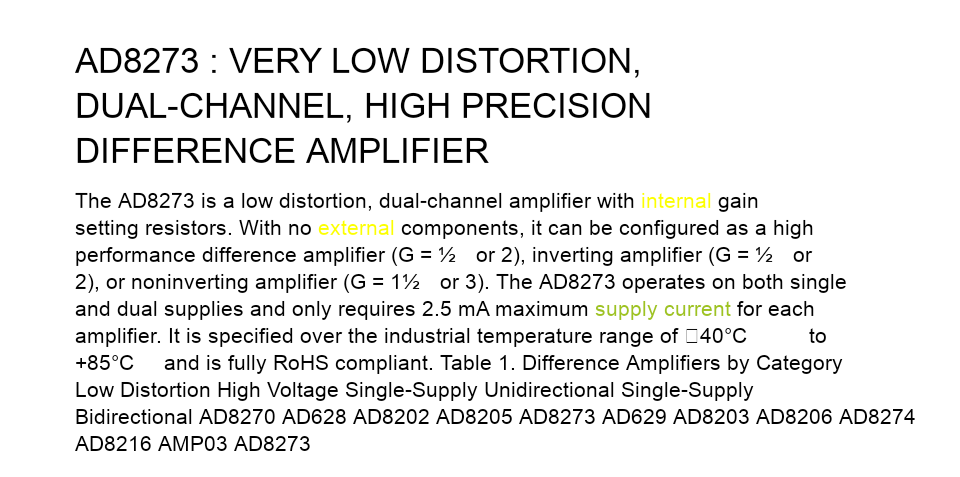 AD8273 : VERY LOW DISTORTION,
DUAL-CHANNEL, HIGH PRECISION
DIFFERENCE AMPLIFIER
The AD8273 is a low distortion, dual-channel amplifier with internal gain
setting resistors. With no external components, it can be configured as a high
performance difference amplifier (G = ½ or 2), inverting amplifier (G = ½ or
2), or noninverting amplifier (G = 1½ or 3). The AD8273 operates on both single
and dual supplies and only requires 2.5 mA maximum supply current for each
amplifier. It is specified over the industrial temperature range of □40°C to
+85°C and is fully RoHS compliant. Table 1. Difference Amplifiers by Category
Low Distortion High Voltage Single-Supply Unidirectional Single-Supply
Bidirectional AD8270 AD628 AD8202 AD8205 AD8273 AD629 AD8203 AD8206 AD8274
AD8216 AMP03 AD8273